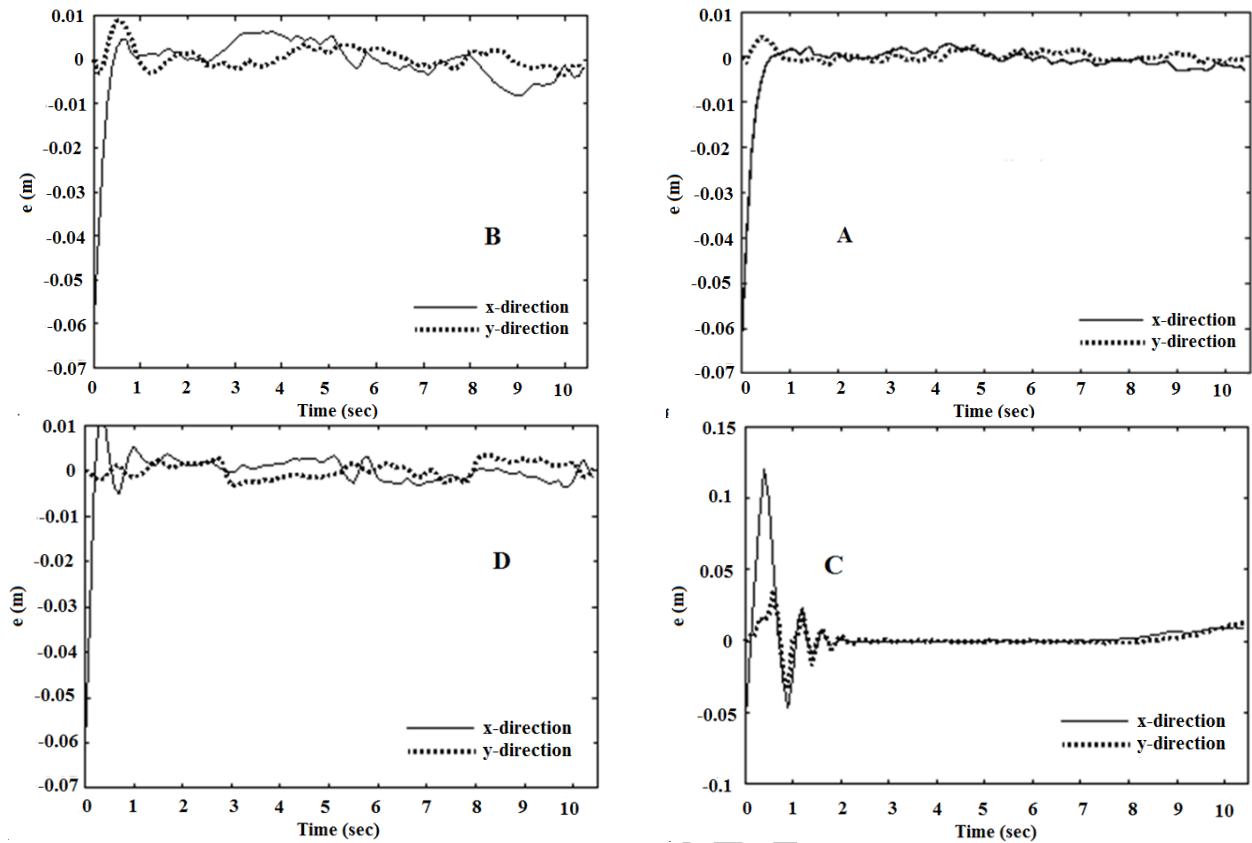 0.01
0
-0.01
-0.02
-0.03
-0.04
-0.05
-0.06
-0.07
e (m)
B
x-direction
y-direction
0 1 2 3 4 5 6 7 8 9 10
Time (sec)
0.01
0
-0.01
-0.02
-0.03
-0.04
-0.05
-0.06
-0.07
e (m)
A
x-direction
y-direction
0 1 2 3 4 5 6 7 8 9 10
Time (sec)
0.01
0
-0.01
-0.02
-0.03
-0.04
-0.05
-0.06
-0.07
e (m)
D
x-direction
y-direction
0 1 2 3 4 5 6 7 8 9 10
Time (sec)
0.15
0.1
0.05
0
-0.05
-0.1
e (m)
C
x-direction
y-direction
0 1 2 3 4 5 6 7 8 9 10
Time (sec)